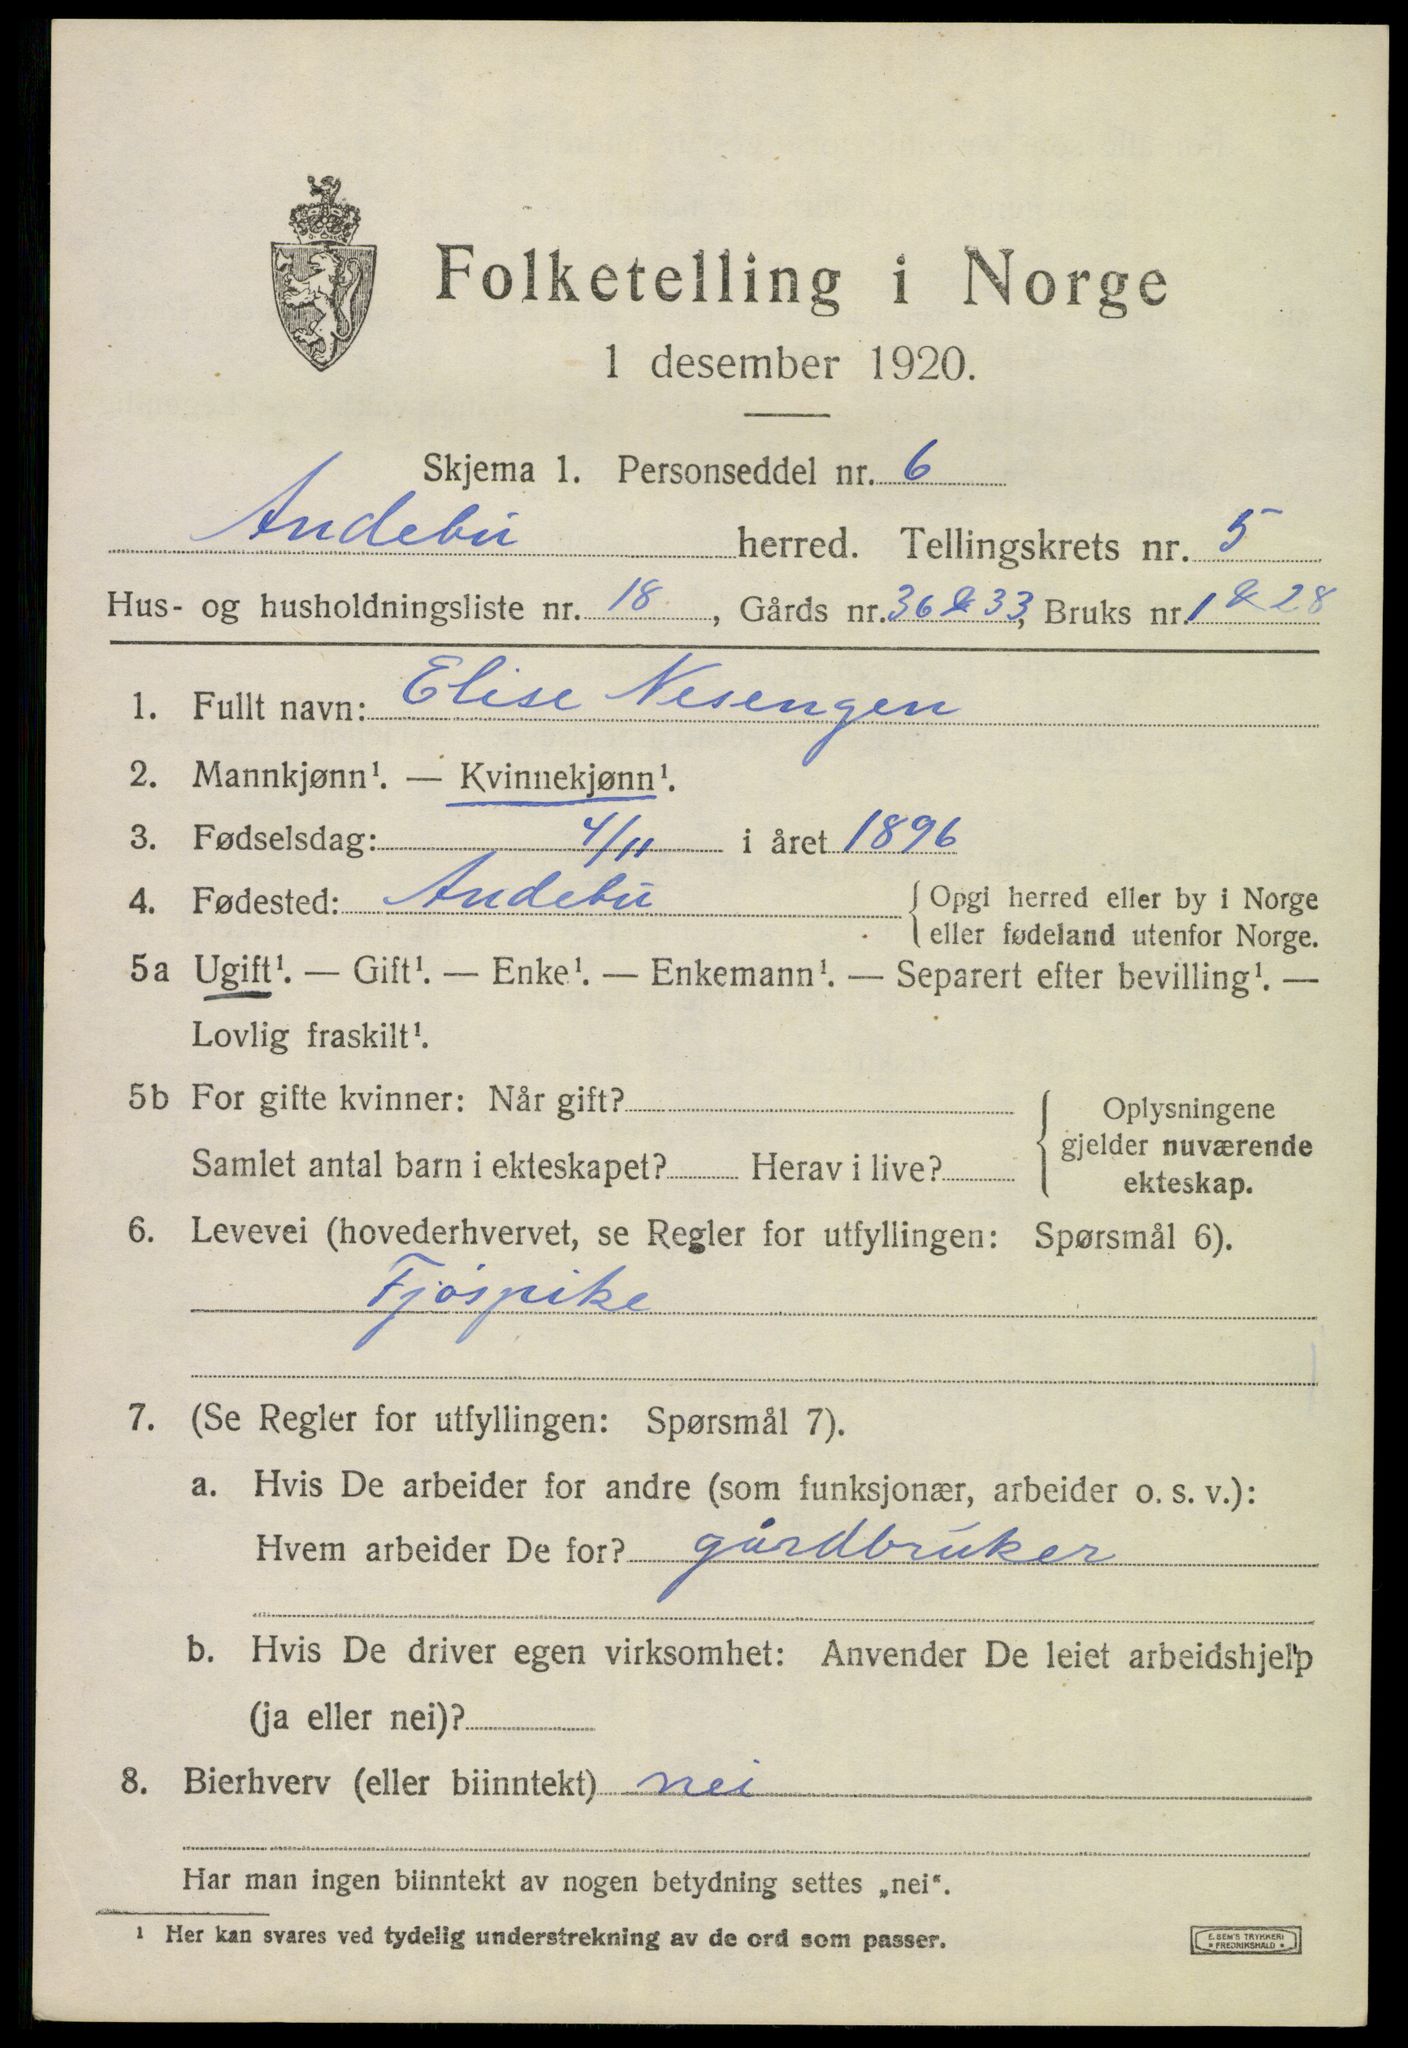 Folketelling i Norge
1 desember 1920.
Skjema 1. Personseddel nr. 6
Andebu herred. Tellingskrets nr. 5
Hus- og husholdningsliste nr. 18, Gårds nr. 36 & 33, Bruks nr. 1 & 28
1. Fullt navn: Elise Nesengen
2. Mannkjønn¹. — Kvinnekjønn¹.
3. Fødselsdag: 4/11 i året 1896
4. Fødested: Andebu { Opgi herred eller by i Norge
eller fødeland utenfor Norge.
5a Ugift¹. — Gift¹. — Enke¹. — Enkemann¹. — Separert efter bevilling¹. —
Lovlig fraskilt¹.
5b For gifte kvinner: Når gift?
Samlet antal barn i ekteskapet? Herav i live?
{ Oplysningene
gjelder nuværende
ekteskap.
6. Levevei (hovederhvervet, se Regler for utfyllingen: Spørsmål 6).
Fjøspike
7. (Se Regler for utfyllingen: Spørsmål 7).
a. Hvis De arbeider for andre (som funksjonær, arbeider o. s. v.):
Hvem arbeider De for? gårdbruker
b. Hvis De driver egen virksomhet: Anvender De leiet arbeidshjelp
(ja eller nei)?
8. Bierhverv (eller biinntekt) nei
Har man ingen biinntekt av nogen betydning settes „nei“.
¹ Her kan svares ved tydelig understrekning av de ord som passer.
E. SEM'S TRYKKERI
* FREDRIKSHALD *